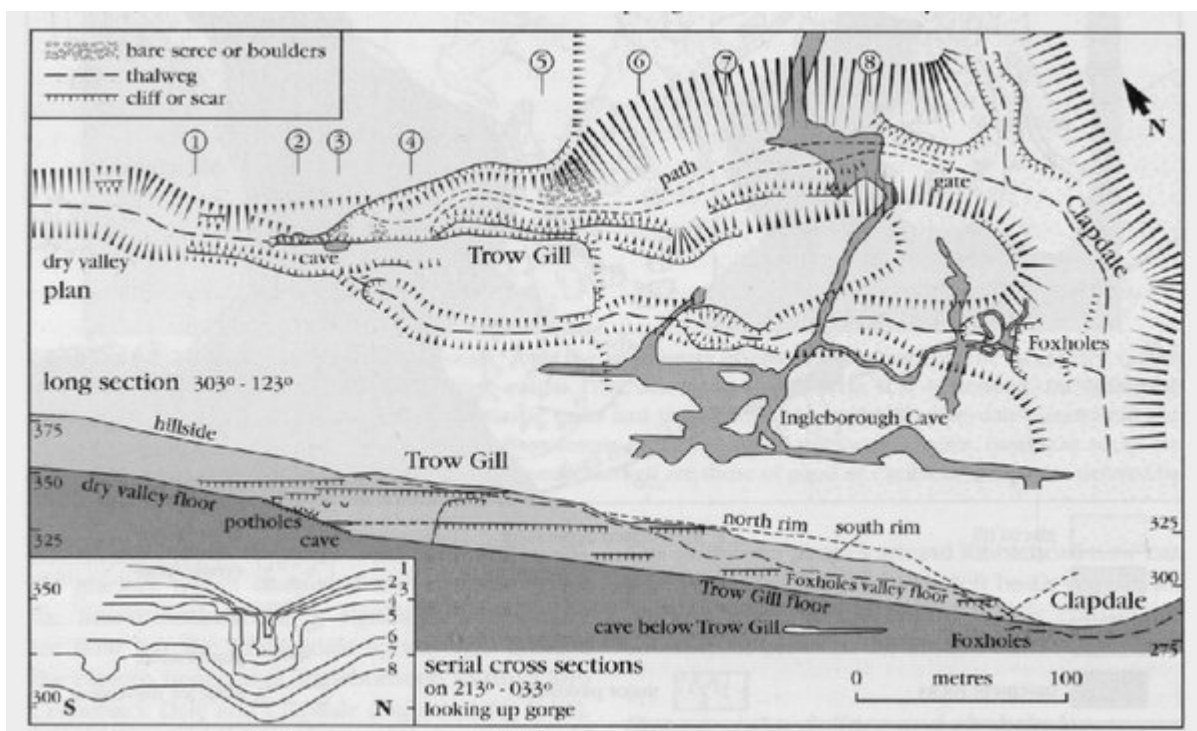 bare scree or boulders
thalweg
cliff or scar
1 2 3 4 5 6 7 8
N
path
gate
Clapdale
cave
Trow Gill
dry valley
plan
Foxholes
Ingleborough Cave
long section 303° - 123°
375
hillside
Trow Gill
350
dry valley floor
potholes
north rim
south rim
325
325
cave
Foxholes valley floor
300
Trow Gill floor
Clapdale
cave below Trow Gill
Foxholes
275
350
1
2
3
6
7
8
300
S
N
serial cross sections
on 213° - 033°
looking up gorge
0 metres 100